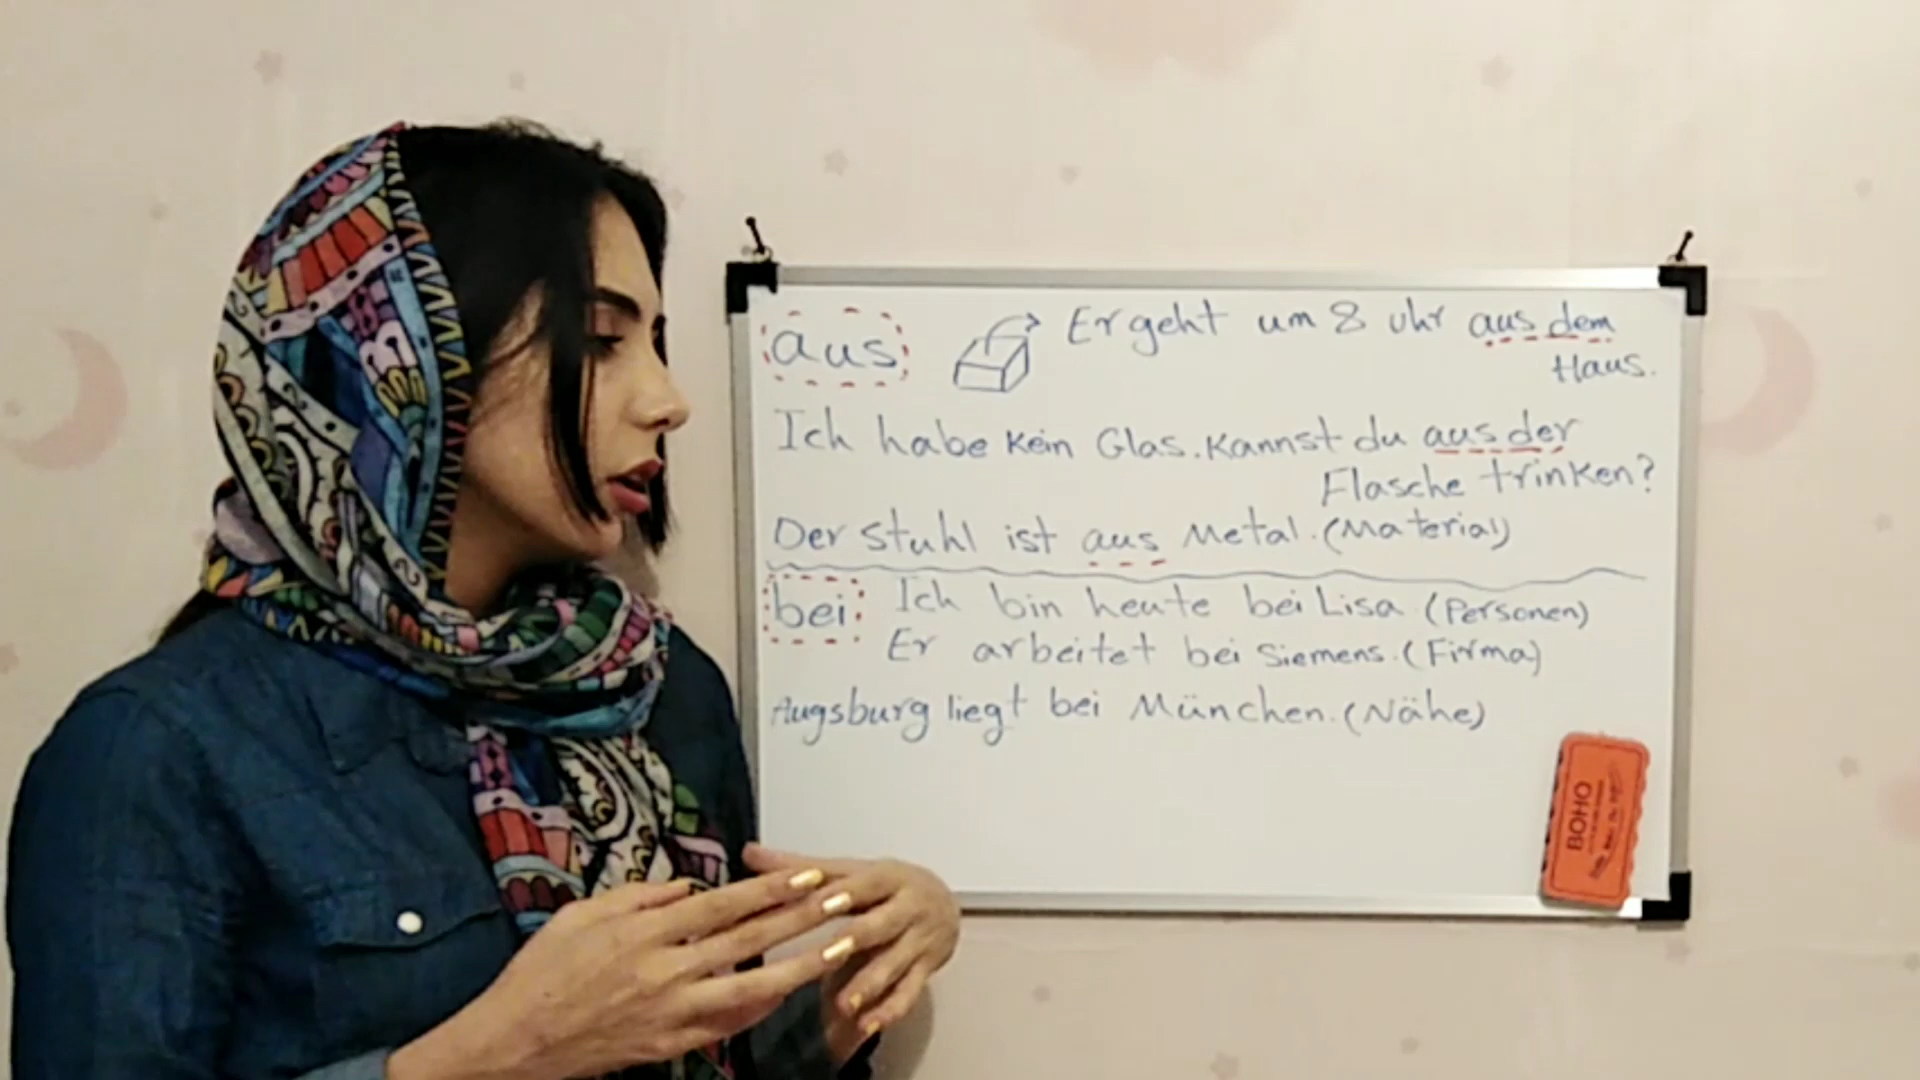 aus
Er geht um 8 uhr aus dem
Haus.
Ich habe kein Glas. Kannst du aus der
Flasche trinken?
Der stuhl ist aus Metal. (Material)
bei
Ich bin heute bei Lisa (Personen)
Er arbeitet bei Siemens. (Firma)
Augsburg liegt bei München. (Nähe)
BOHO